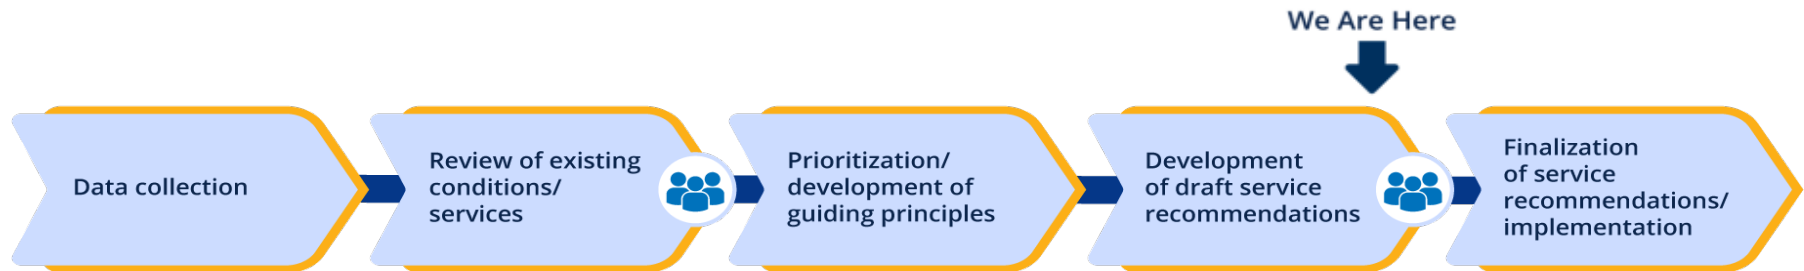 We Are Here
Data collection
Review of existing
conditions/
services
Prioritization/
development of
guiding principles
Development
of draft service
recommendations
Finalization
of service
recommendations/
implementation